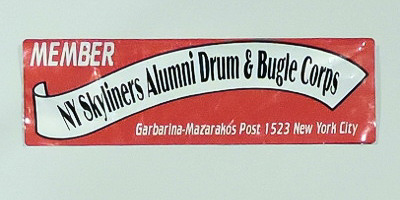 MEMBER
NY Skyliners Alumni Drum & Bugle Corps
Garbarina-Mazarakos Post 1523 New York City